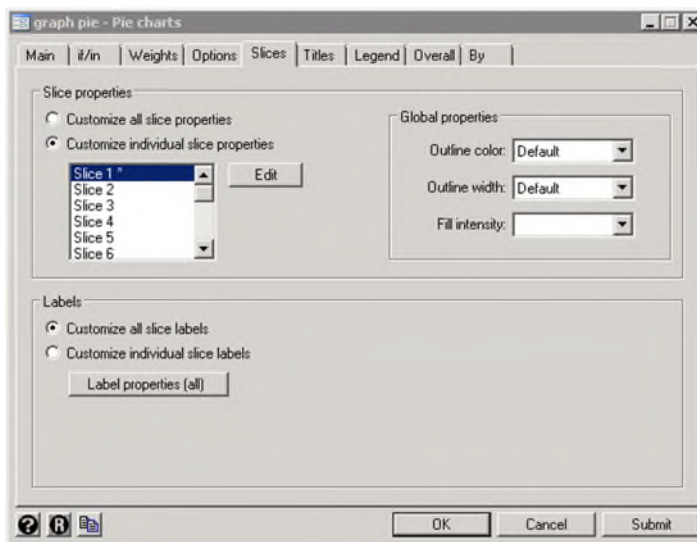 graph pie - Pie charts
Main if/in Weights Options Slices Titles Legend Overall By
Slice properties
Customize all slice properties
Customize individual slice properties
Slice 1 *
Slice 2
Slice 3
Slice 4
Slice 5
Slice 6
Edit
Global properties
Outline color: Default
Outline width: Default
Fill intensity:
Labels
Customize all slice labels
Customize individual slice labels
Label properties (all)
? R OK Cancel Submit